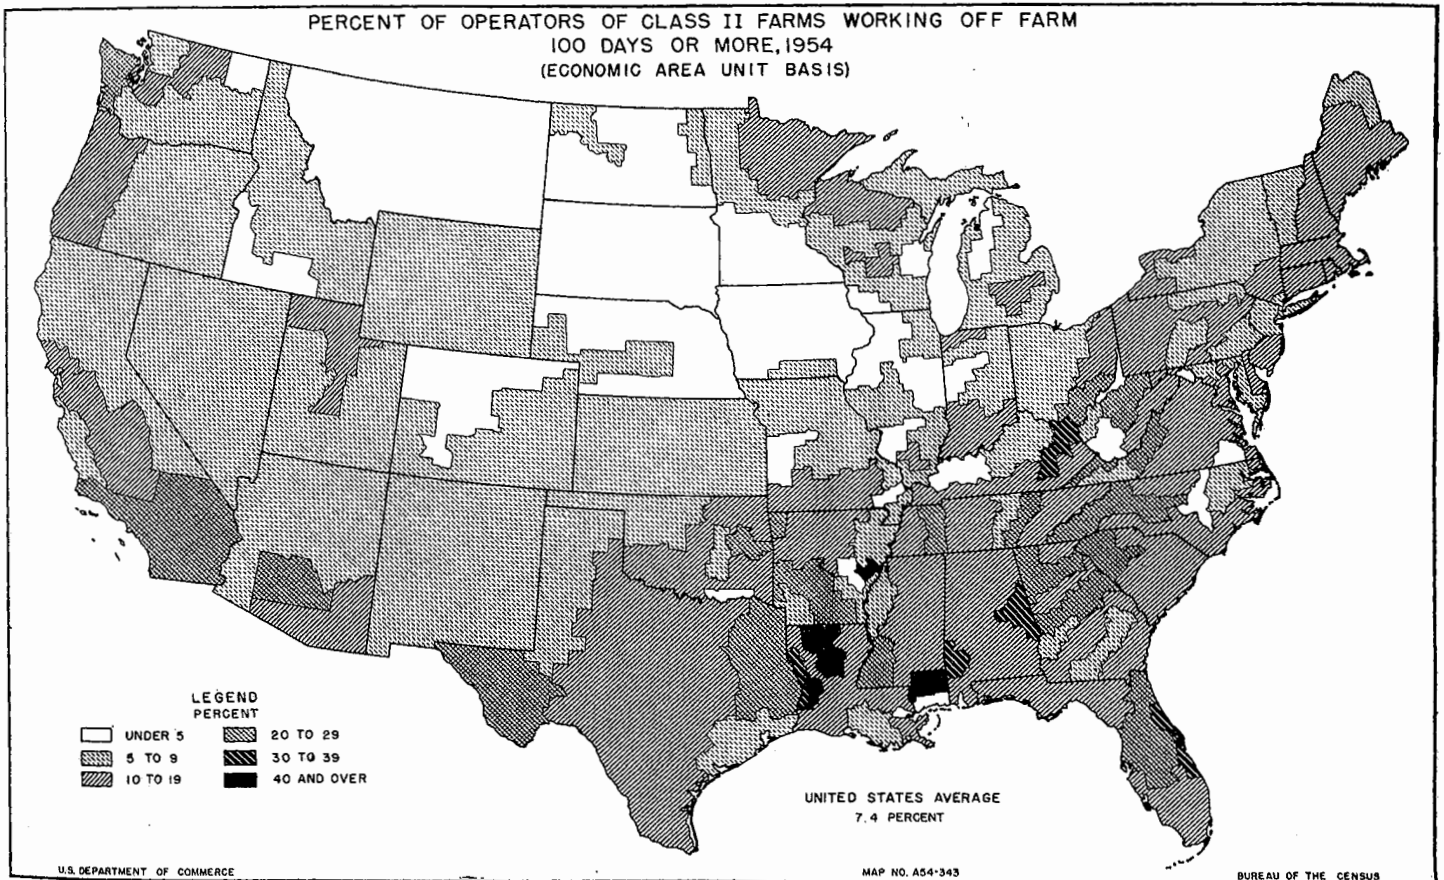 PERCENT OF OPERATORS OF CLASS II FARMS WORKING OFF FARM
100 DAYS OR MORE, 1954
(ECONOMIC AREA UNIT BASIS)
LEGEND
PERCENT
UNDER 5
5 TO 9
10 TO 19
20 TO 29
30 TO 39
40 AND OVER
UNITED STATES AVERAGE
7.4 PERCENT
U.S. DEPARTMENT OF COMMERCE
MAP NO. A54-343
BUREAU OF THE CENSUS